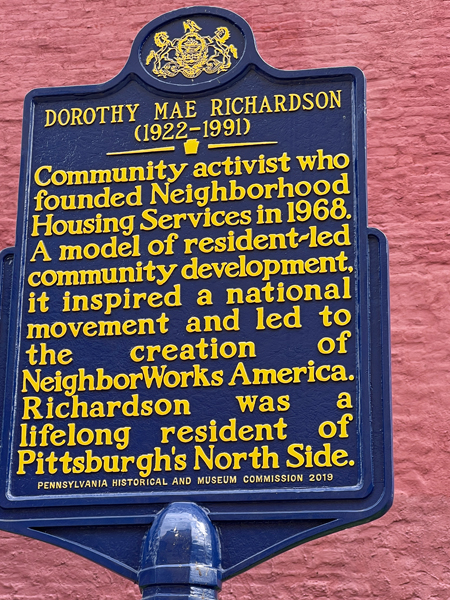 DOROTHY MAE RICHARDSON
(1922-1991)
Community activist who
founded Neighborhood
Housing Services in 1968.
A model of resident-led
community development,
it inspired a national
movement and led to
the creation of
NeighborWorks America.
Richardson was a
lifelong resident of
Pittsburgh's North Side.
PENNSYLVANIA HISTORICAL AND MUSEUM COMMISSION 2019